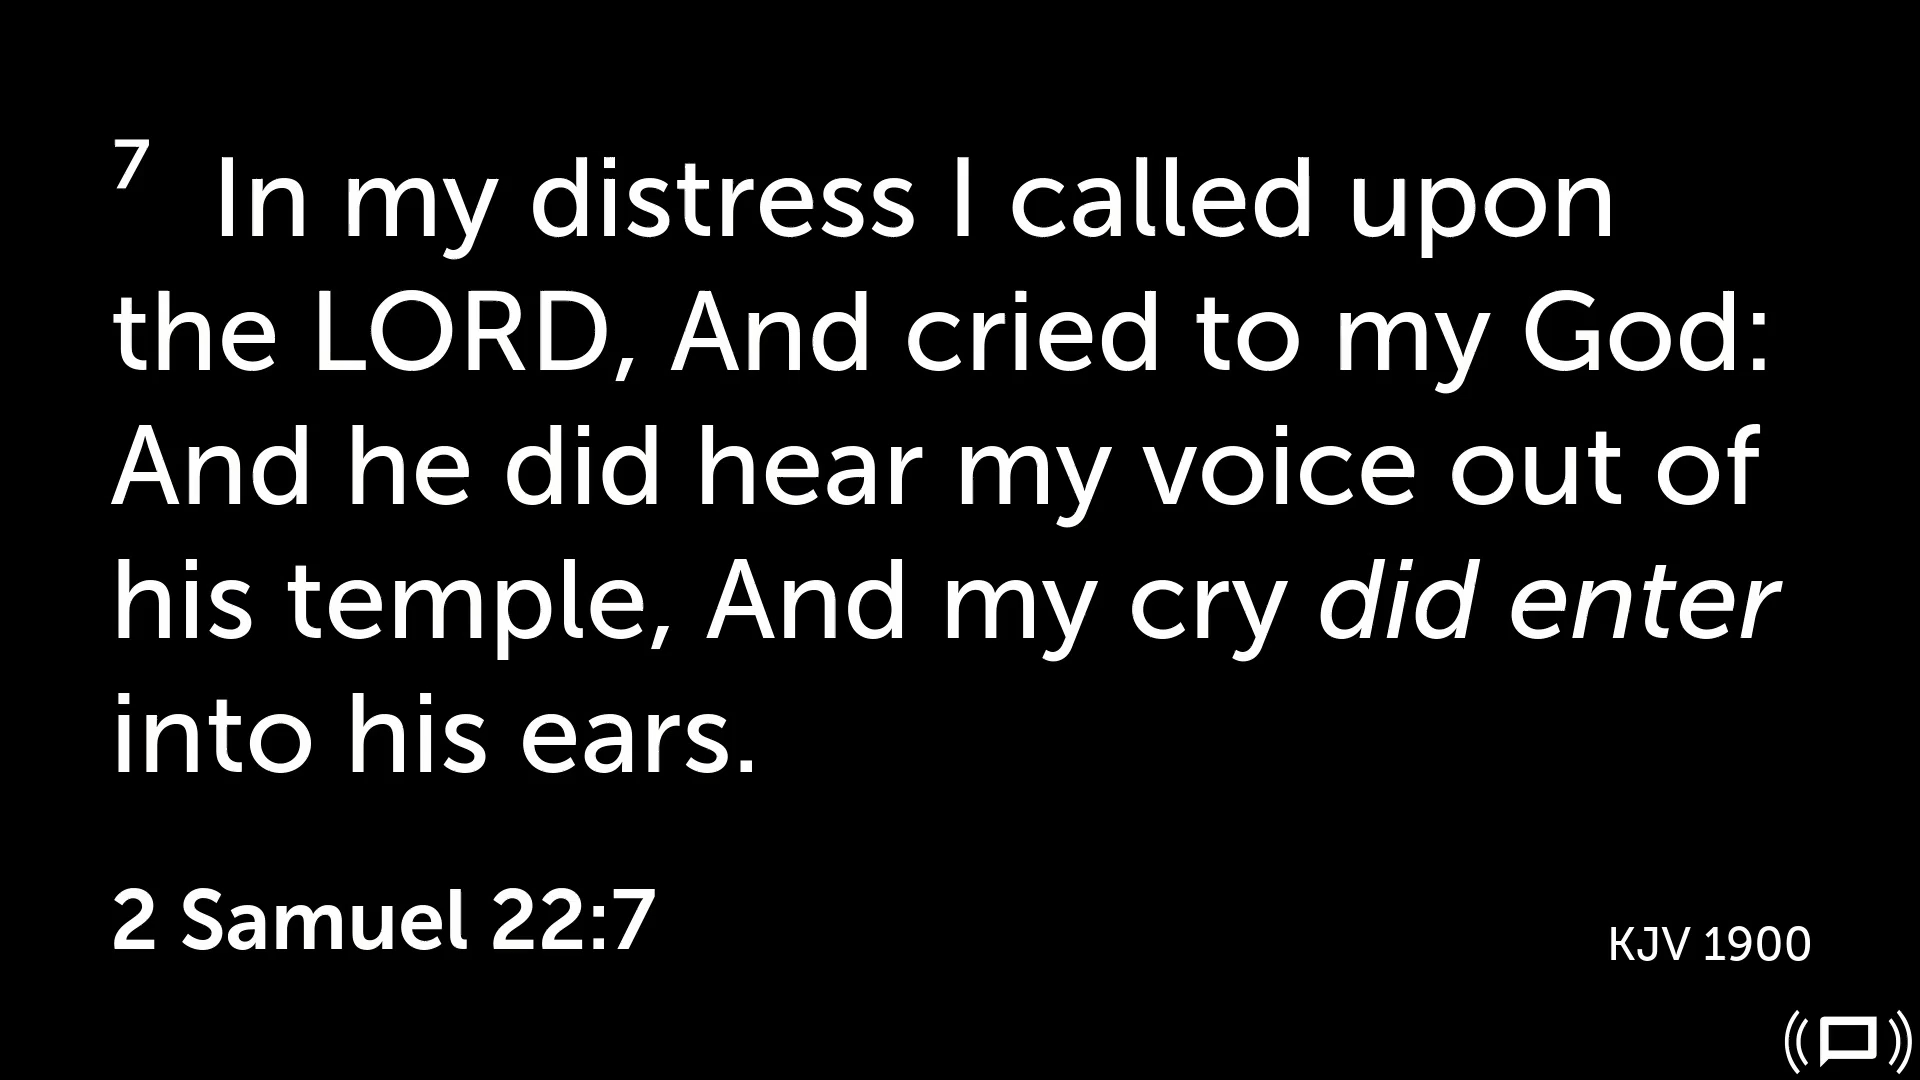 7 In my distress I called upon
the LORD, And cried to my God:
And he did hear my voice out of
his temple, And my cry did enter
into his ears.
2 Samuel 22:7
KJV 1900